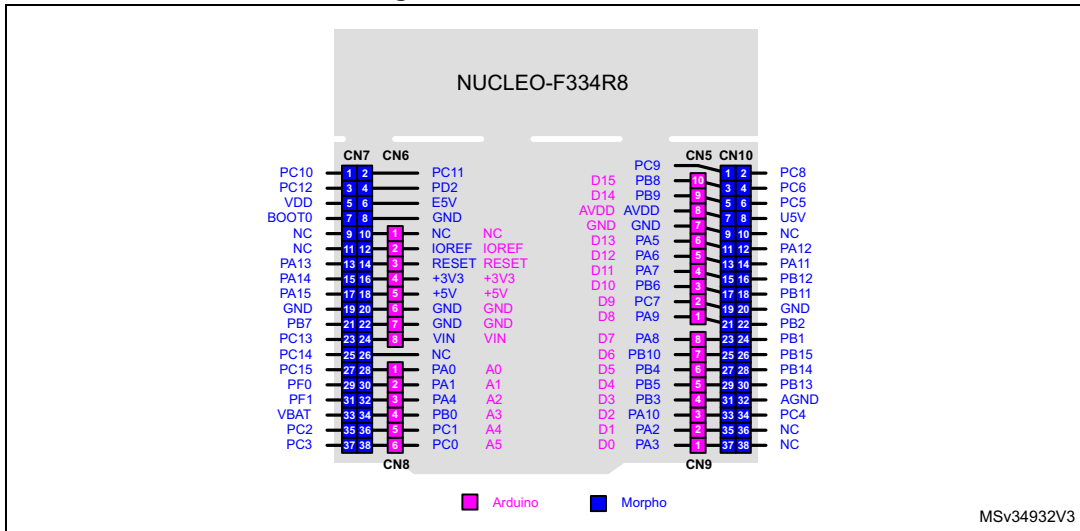 NUCLEO-F334R8
CN7 CN6 CN5 CN10
PC9
PC10 1 2 PC11 D15 PB8 10 1 2 PC8
PC12 3 4 PD2 D14 PB9 9 3 4 PC6
VDD 5 6 E5V AVDD AVDD 8 5 6 PC5
BOOT0 7 8 GND GND GND 7 7 8 U5V
NC 9 10 1 NC NC D13 PA5 6 9 10 NC
NC 11 12 2 IOREF IOREF D12 PA6 5 11 12 PA12
PA13 13 14 3 RESET RESET D11 PA7 4 13 14 PA11
PA14 15 16 4 +3V3 +3V3 D10 PB6 3 15 16 PB12
PA15 17 18 5 +5V +5V D9 PC7 2 17 18 PB11
GND 19 20 6 GND GND D8 PA9 1 19 20 GND
PB7 21 22 7 GND GND 21 22 PB2
PC13 23 24 8 VIN VIN D7 PA8 8 23 24 PB1
PC14 25 26 NC D6 PB10 7 25 26 PB15
PC15 27 28 1 PA0 A0 D5 PB4 6 27 28 PB14
PF0 29 30 2 PA1 A1 D4 PB5 5 29 30 PB13
PF1 31 32 3 PA4 A2 D3 PB3 4 31 32 AGND
VBAT 33 34 4 PB0 A3 D2 PA10 3 33 34 PC4
PC2 35 36 5 PC1 A4 D1 PA2 2 35 36 NC
PC3 37 38 6 PC0 A5 D0 PA3 1 37 38 NC
CN8 CN9
Arduino Morpho
MSv34932V3